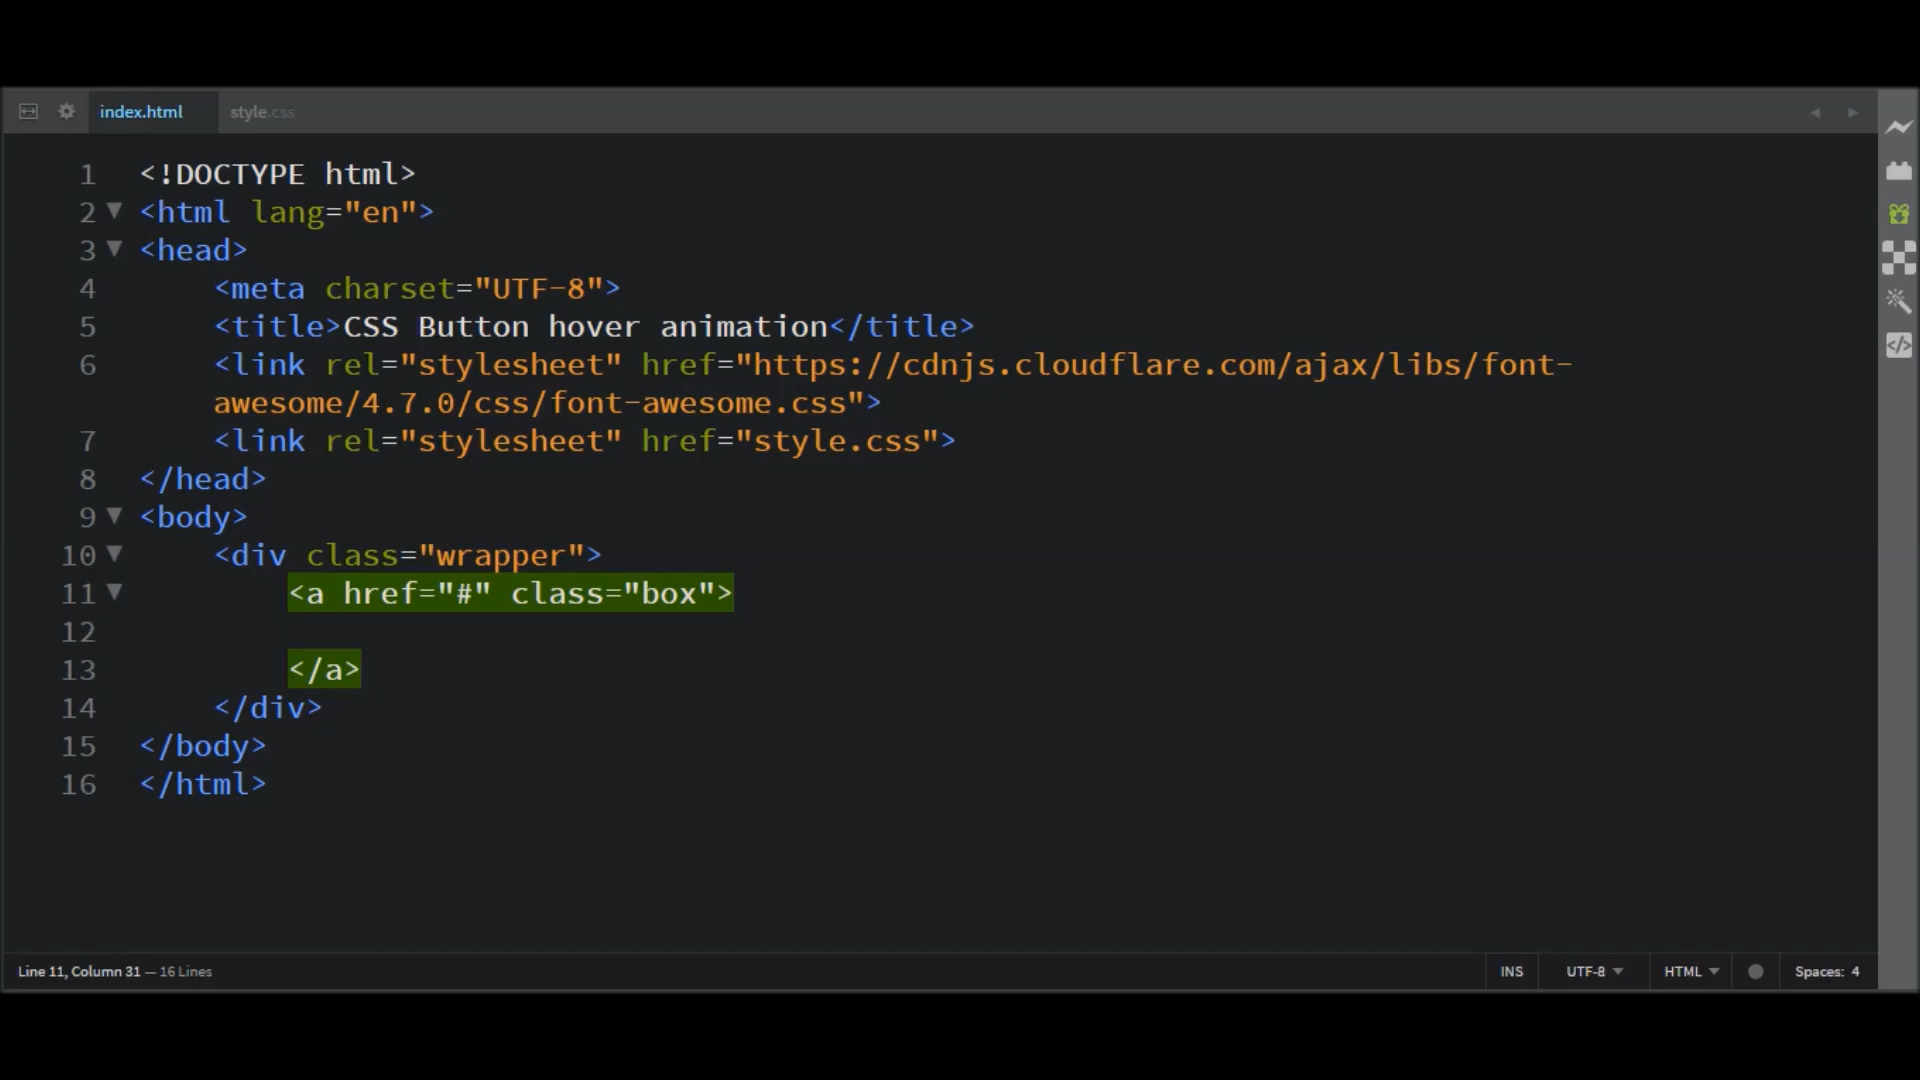 index.html style.css
1 <!DOCTYPE html>
2 <html lang="en">
3 <head>
4 <meta charset="UTF-8">
5 <title>CSS Button hover animation</title>
6 <link rel="stylesheet" href="https://cdnjs.cloudflare.com/ajax/libs/font-
awesome/4.7.0/css/font-awesome.css">
7 <link rel="stylesheet" href="style.css">
8 </head>
9 <body>
10 <div class="wrapper">
11 <a href="#" class="box">
12
13 </a>
14 </div>
15 </body>
16 </html>
Line 11, Column 31 — 16 Lines INS UTF-8 HTML Spaces: 4